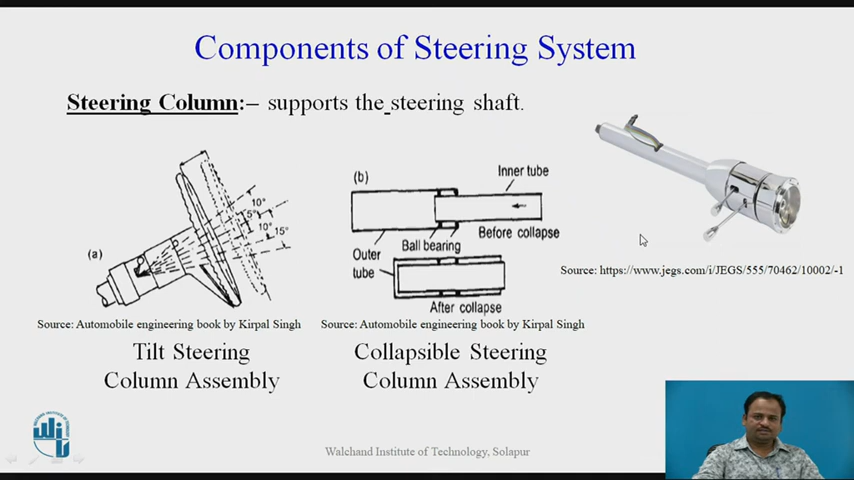 Components of Steering System
Steering Column:– supports the steering shaft.
(a)
10°
5°
10°
15°
(b)
Inner tube
Before collapse
Ball bearing
Outer
tube
After collapse
Source: https://www.jegs.com/i/JEGS/555/70462/10002/-1
Source: Automobile engineering book by Kirpal Singh
Source: Automobile engineering book by Kirpal Singh
Tilt Steering
Column Assembly
Collapsible Steering
Column Assembly
Walchand Institute of Technology, Solapur